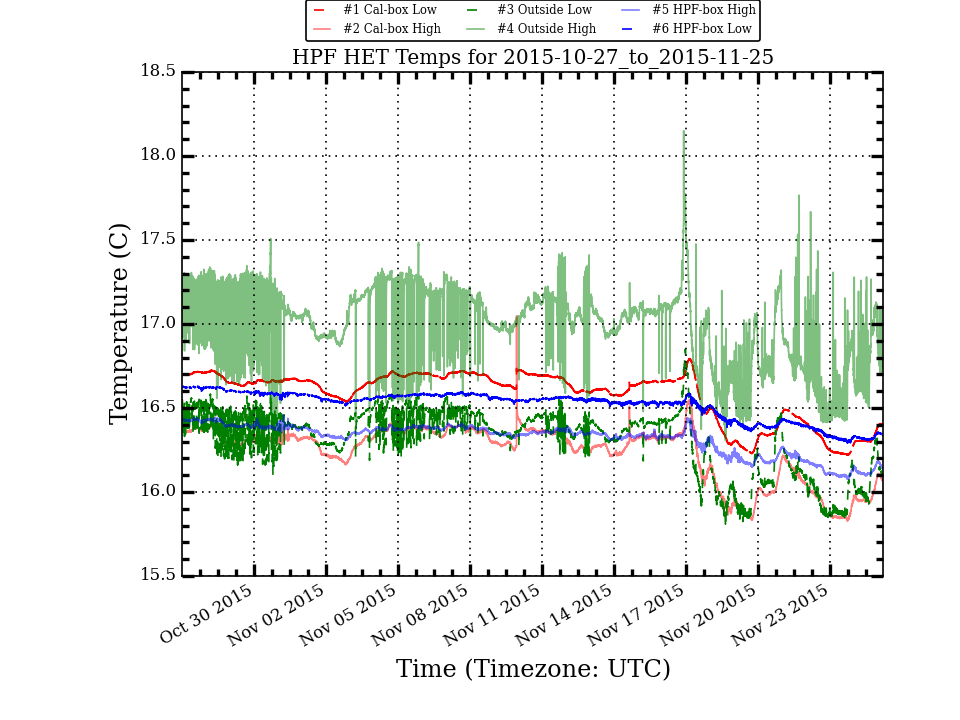 #1 Cal-box Low #3 Outside Low #5 HPF-box High
#2 Cal-box High #4 Outside High #6 HPF-box Low
HPF HET Temps for 2015-10-27_to_2015-11-25
18.5
18.0
17.5
17.0
16.5
16.0
15.5
Temperature (C)
Oct 30 2015 Nov 02 2015 Nov 05 2015 Nov 08 2015 Nov 11 2015 Nov 14 2015 Nov 17 2015 Nov 20 2015 Nov 23 2015
Time (Timezone: UTC)